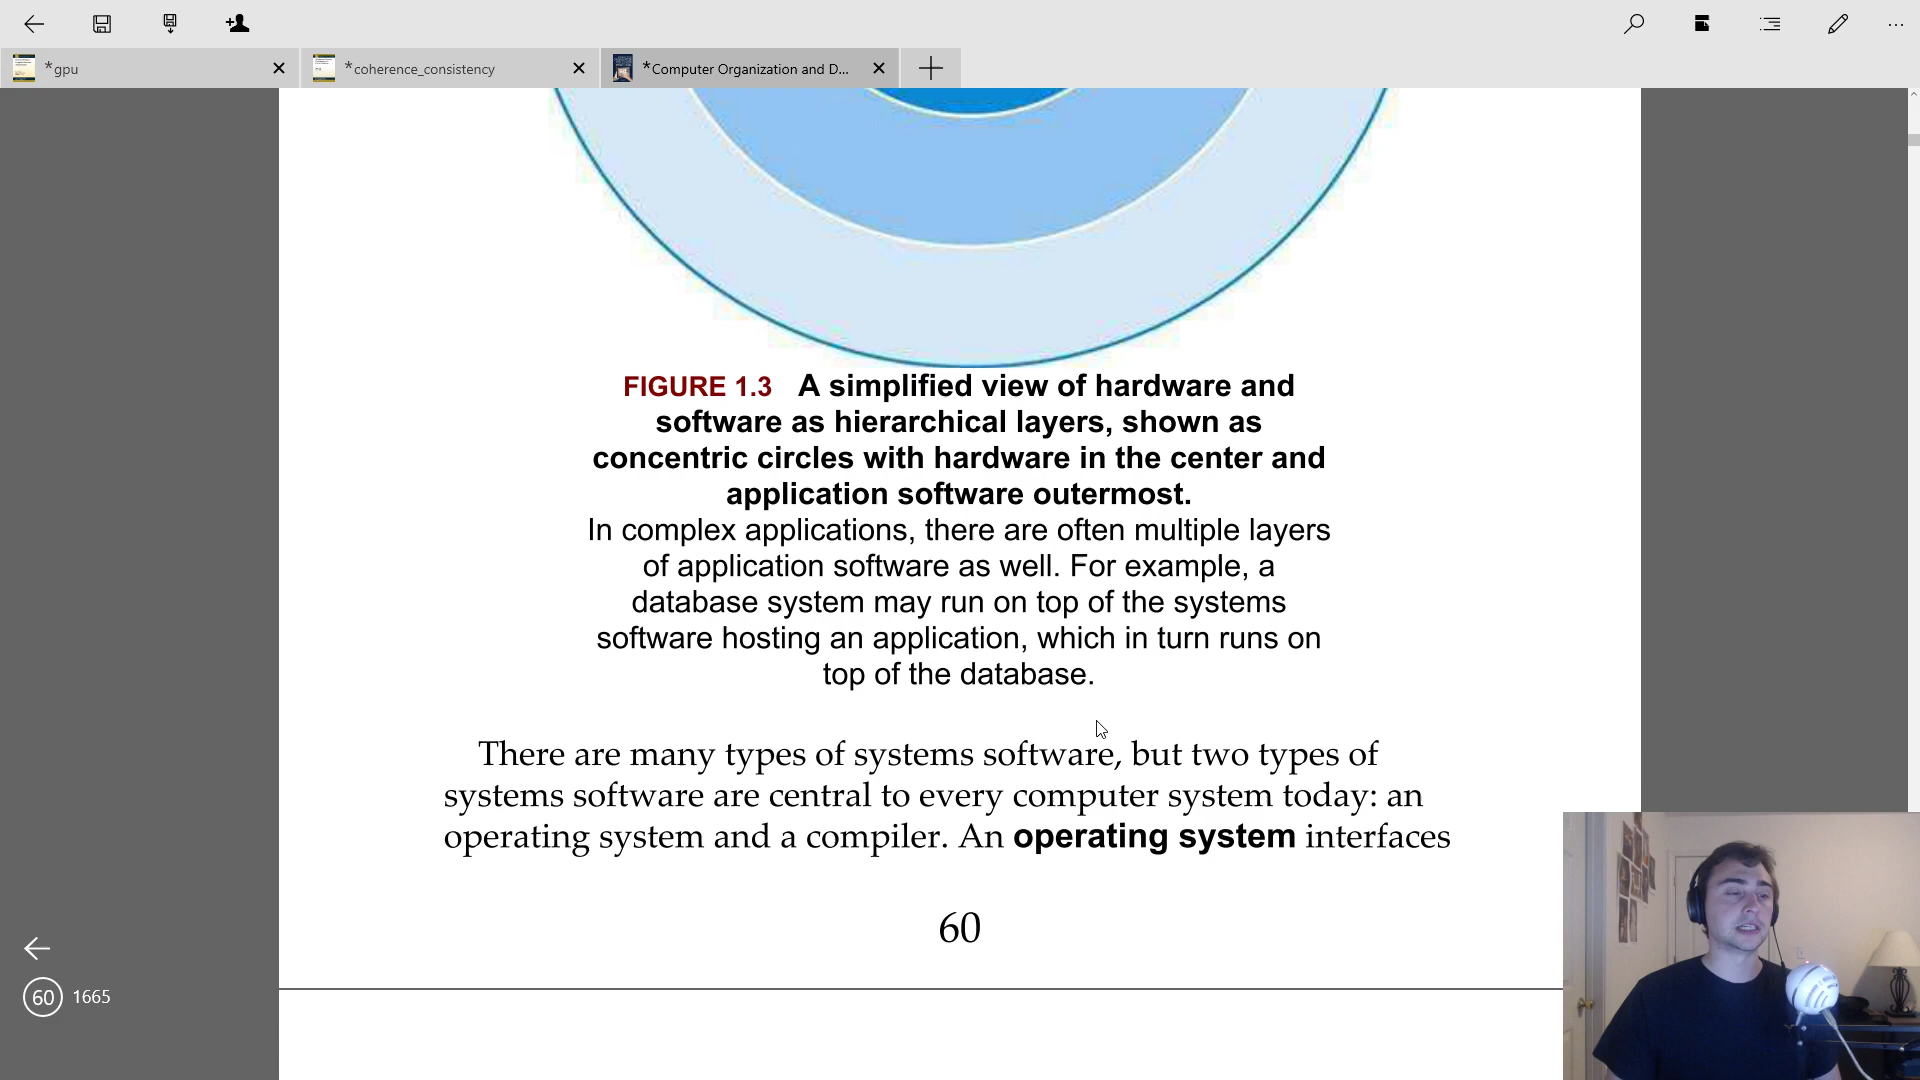 *gpu
*coherence_consistency
*Computer Organization and D...
FIGURE 1.3 A simplified view of hardware and
software as hierarchical layers, shown as
concentric circles with hardware in the center and
application software outermost.
In complex applications, there are often multiple layers
of application software as well. For example, a
database system may run on top of the systems
software hosting an application, which in turn runs on
top of the database.
There are many types of systems software, but two types of
systems software are central to every computer system today: an
operating system and a compiler. An operating system interfaces
60
60 1665